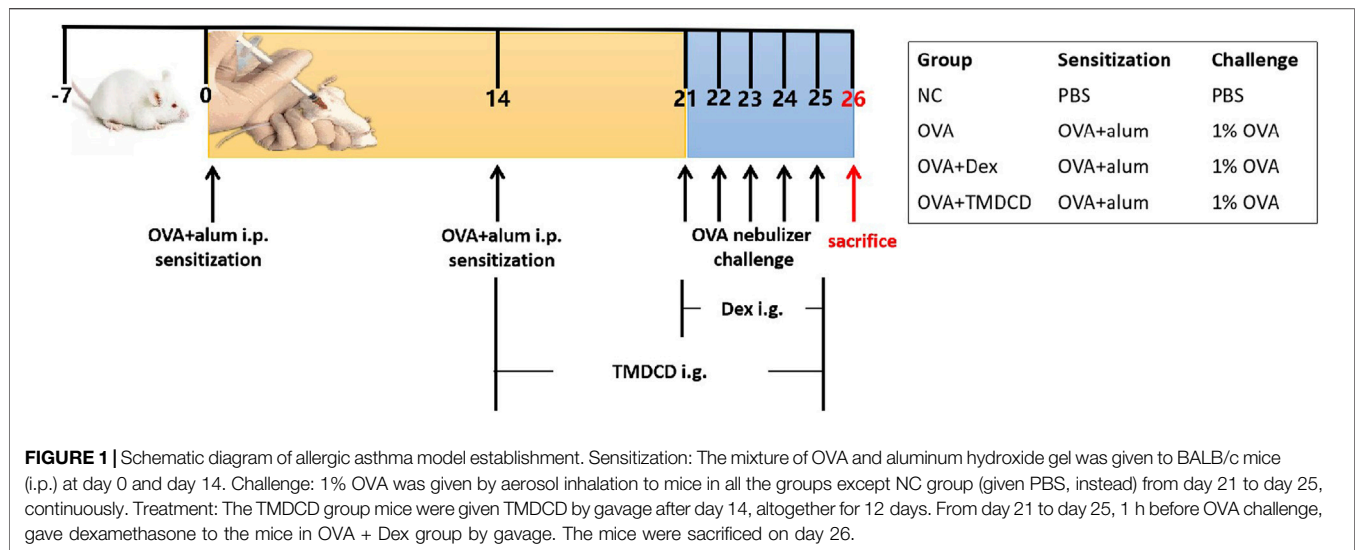 -7 0 14 21 22 23 24 25 26
OVA+alum i.p.
sensitization
OVA+alum i.p.
sensitization
OVA nebulizer
challenge
sacrifice
Dex i.g.
TMDCD i.g.
Group Sensitization Challenge
NC PBS PBS
OVA OVA+alum 1% OVA
OVA+Dex OVA+alum 1% OVA
OVA+TMDCD OVA+alum 1% OVA
FIGURE 1 | Schematic diagram of allergic asthma model establishment. Sensitization: The mixture of OVA and aluminum hydroxide gel was given to BALB/c mice
(i.p.) at day 0 and day 14. Challenge: 1% OVA was given by aerosol inhalation to mice in all the groups except NC group (given PBS, instead) from day 21 to day 25,
continuously. Treatment: The TMDCD group mice were given TMDCD by gavage after day 14, altogether for 12 days. From day 21 to day 25, 1 h before OVA challenge,
gave dexamethasone to the mice in OVA + Dex group by gavage. The mice were sacrificed on day 26.